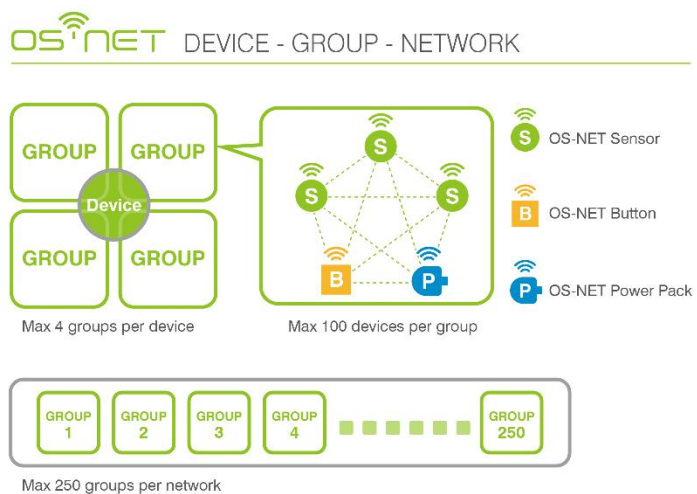 OS'NET DEVICE - GROUP - NETWORK
GROUP GROUP
Device
GROUP GROUP
Max 4 groups per device
S
S S
B P
Max 100 devices per group
S OS-NET Sensor
B OS-NET Button
P OS-NET Power Pack
GROUP 1
GROUP 2
GROUP 3
GROUP 4
GROUP 250
Max 250 groups per network